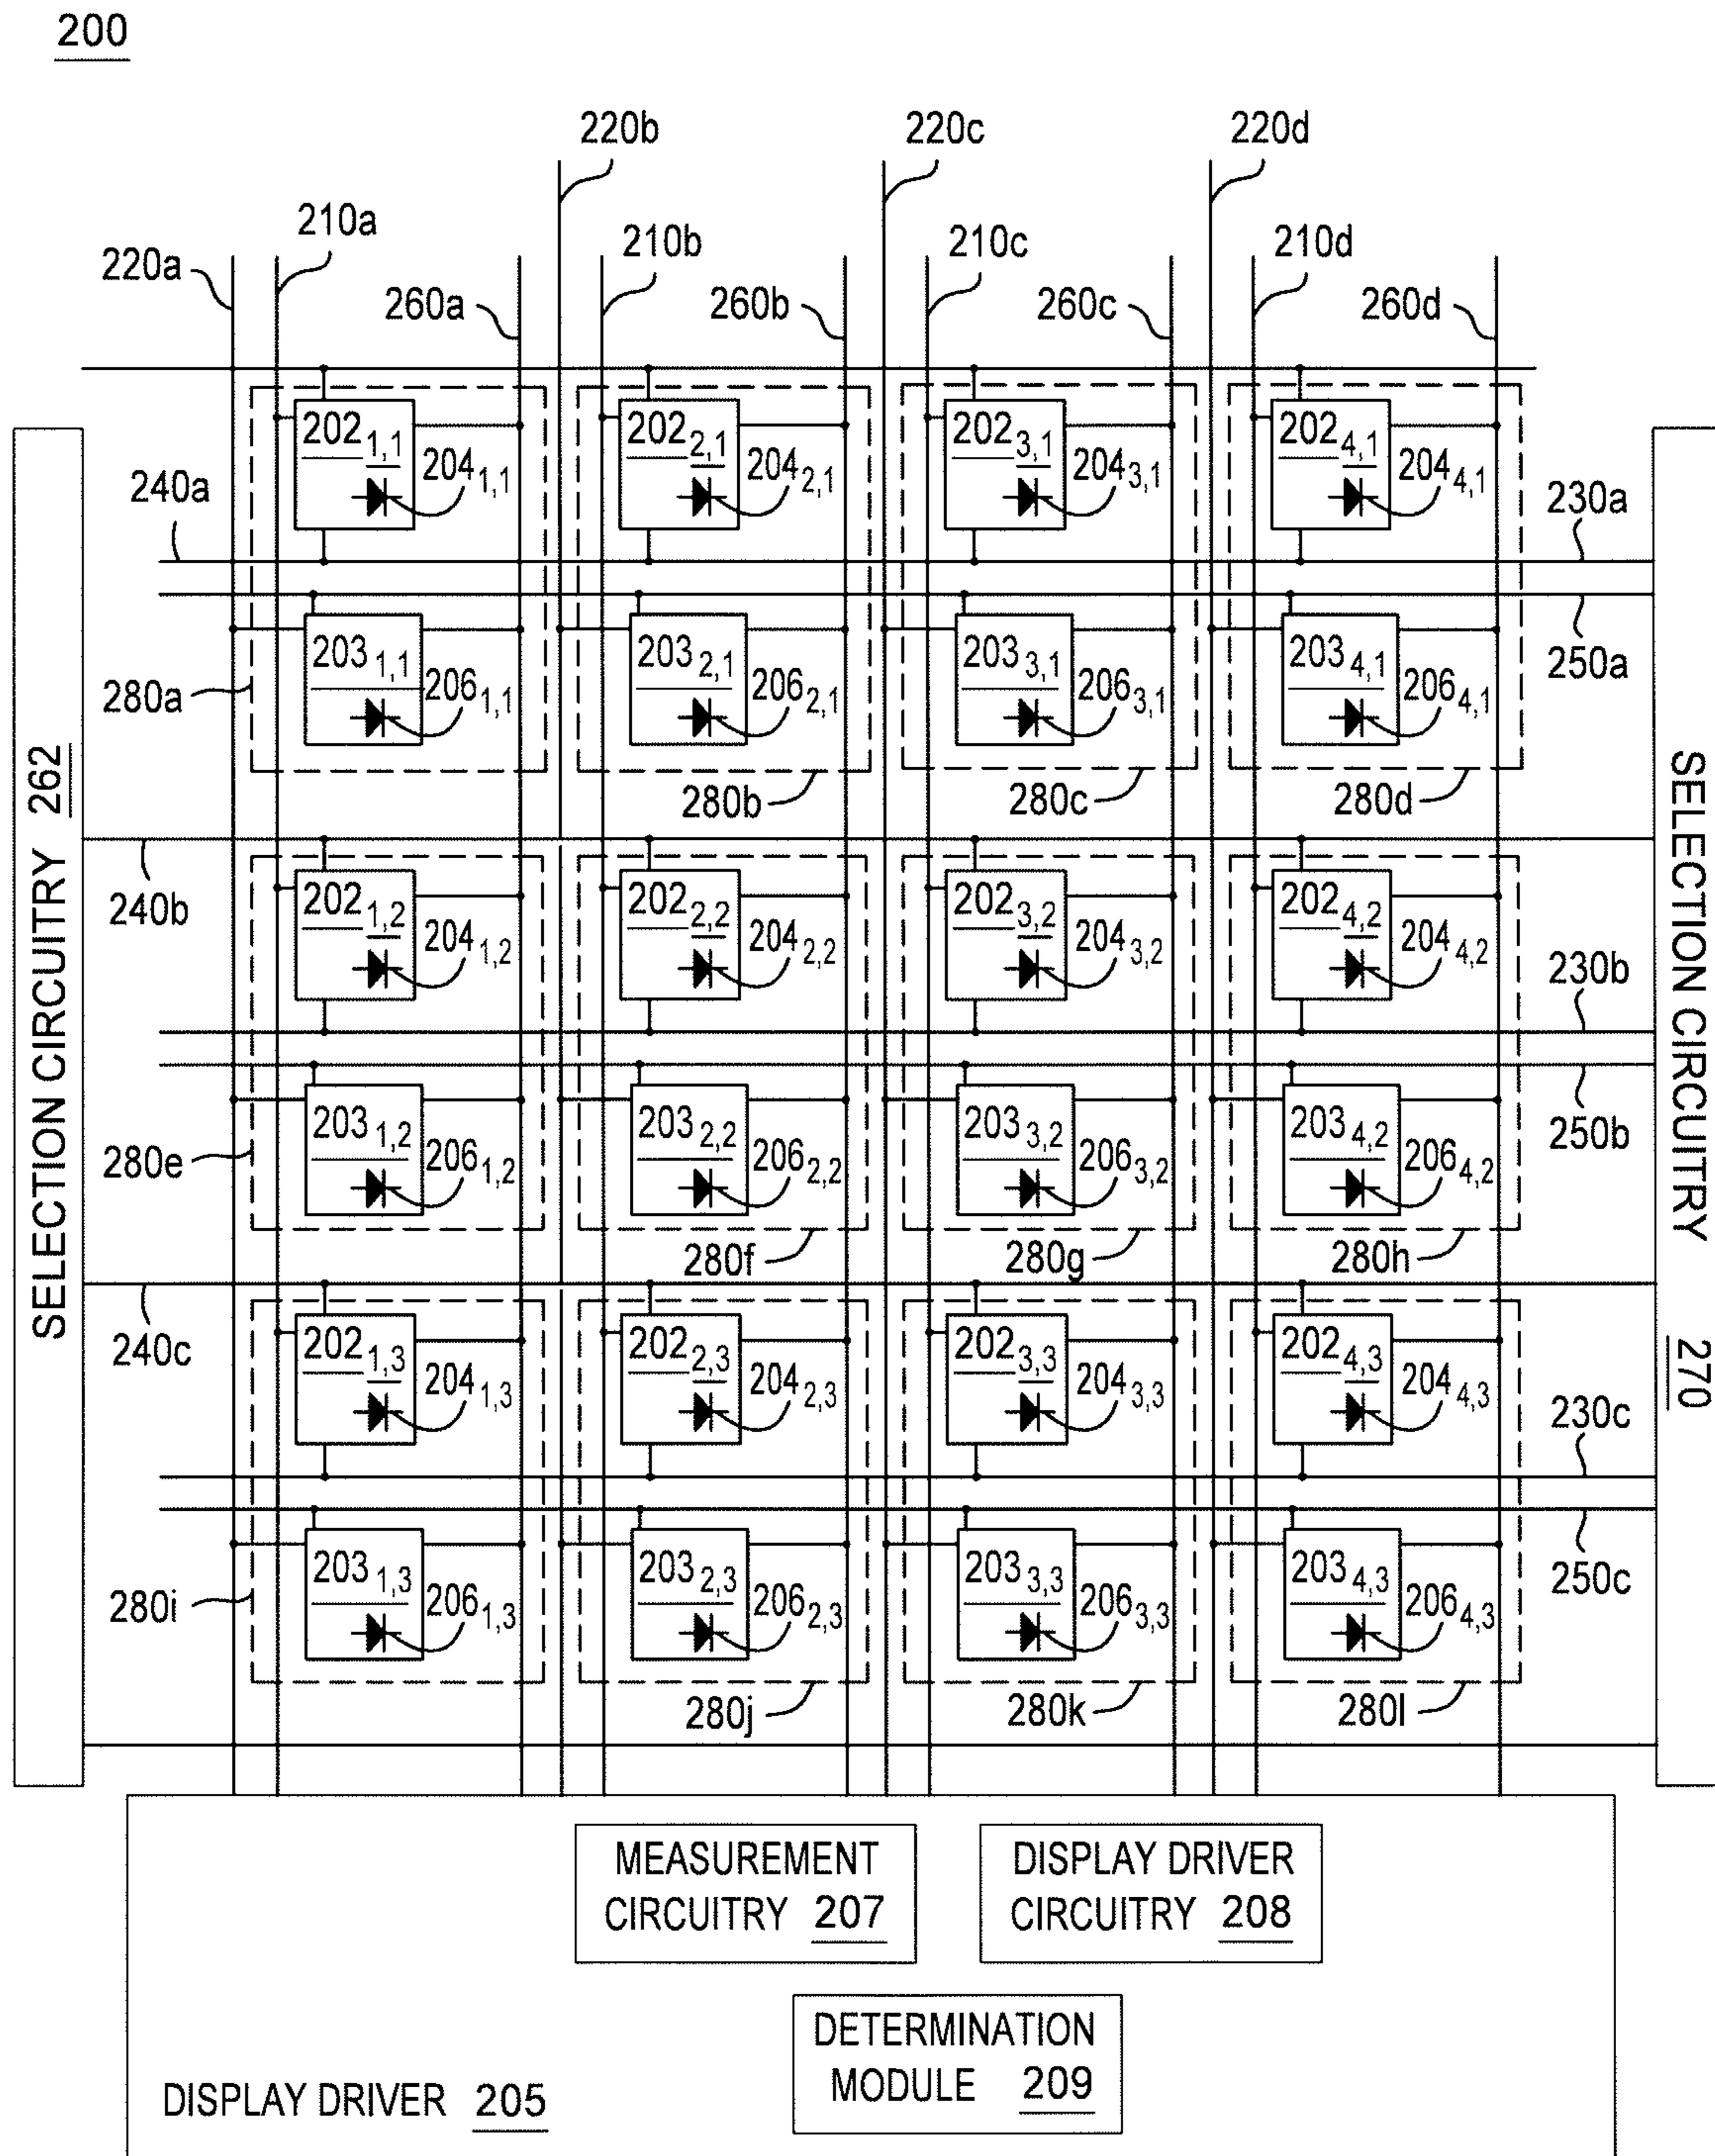 200
220b 220c 220d
210a 210b 210c 210d
220a 260a 260b 260c 260d
202 1,1 204 1,1 202 2,1 204 2,1 202 3,1 204 3,1 202 4,1 204 4,1
240a 230a
203 1,1 206 1,1 203 2,1 206 2,1 203 3,1 206 3,1 203 4,1 206 4,1
280a 250a
280b 280c 280d
202 1,2 204 1,2 202 2,2 204 2,2 202 3,2 204 3,2 202 4,2 204 4,2
240b 230b
203 1,2 206 1,2 203 2,2 206 2,2 203 3,2 206 3,2 203 4,2 206 4,2
280e 250b
280f 280g 280h
202 1,3 204 1,3 202 2,3 204 2,3 202 3,3 204 3,3 202 4,3 204 4,3
240c 230c
203 1,3 206 1,3 203 2,3 206 2,3 203 3,3 206 3,3 203 4,3 206 4,3
280i 250c
280j 280k 280l
SELECTION CIRCUITRY 262
SELECTION CIRCUITRY 270
MEASUREMENT
CIRCUITRY 207
DISPLAY DRIVER
CIRCUITRY 208
DETERMINATION
MODULE 209
DISPLAY DRIVER 205